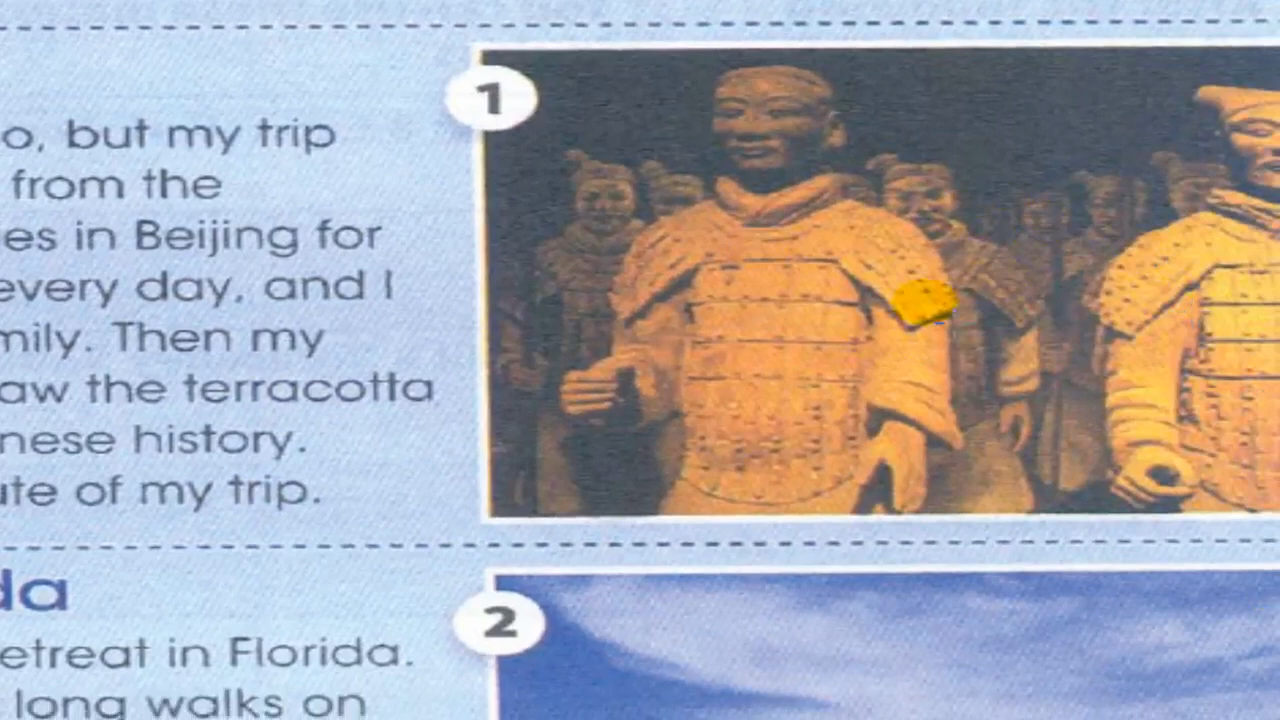 1
o, but my trip
from the
es in Beijing for
every day, and I
mily. Then my
aw the terracotta
nese history.
ute of my trip.
da
2
etreat in Florida.
long walks on